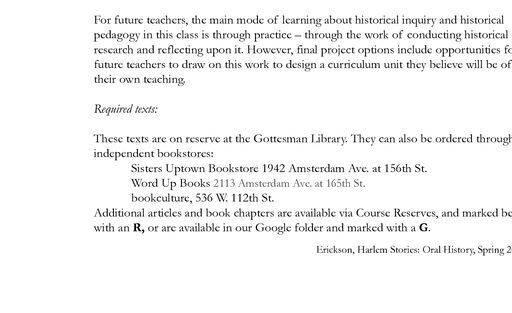 For future teachers, the main mode of learning about historical inquiry and historical
pedagogy in this class is through practice – through the work of conducting historical
research and reflecting upon it. However, final project options include opportunities
future teachers to draw on this work to design a curriculum unit they believe will be of
their own teaching.
Required texts:
These texts are on reserve at the Gottesman Library. They can also be ordered through
independent bookstores:
Sisters Uptown Bookstore 1942 Amsterdam Ave. at 156th St.
Word Up Books 2113 Amsterdam Ave. at 165th St.
bookculture, 536 W. 112th St.
Additional articles and book chapters are available via Course Reserves, and marked
with an R, or are available in our Google folder and marked with a G.
Erickson, Harlem Stories: Oral History, Spring